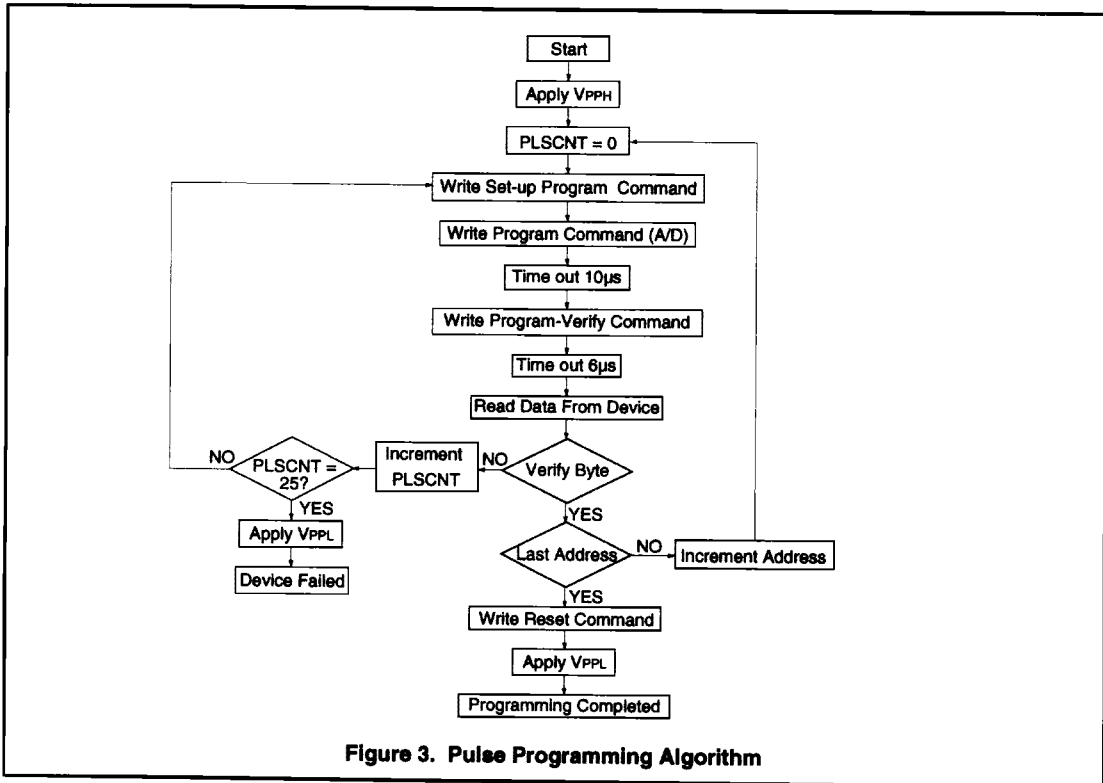 Start
Apply VPPH
PLSCNT = 0
Write Set-up Program Command
Write Program Command (A/D)
Time out 10µs
Write Program-Verify Command
Time out 6µs
Read Data From Device
Verify Byte
NO
Increment
PLSCNT
PLSCNT =
25?
NO
YES
Apply VPPL
Device Failed
YES
Last Address
NO
Increment Address
YES
Write Reset Command
Apply VPPL
Programming Completed
Figure 3. Pulse Programming Algorithm